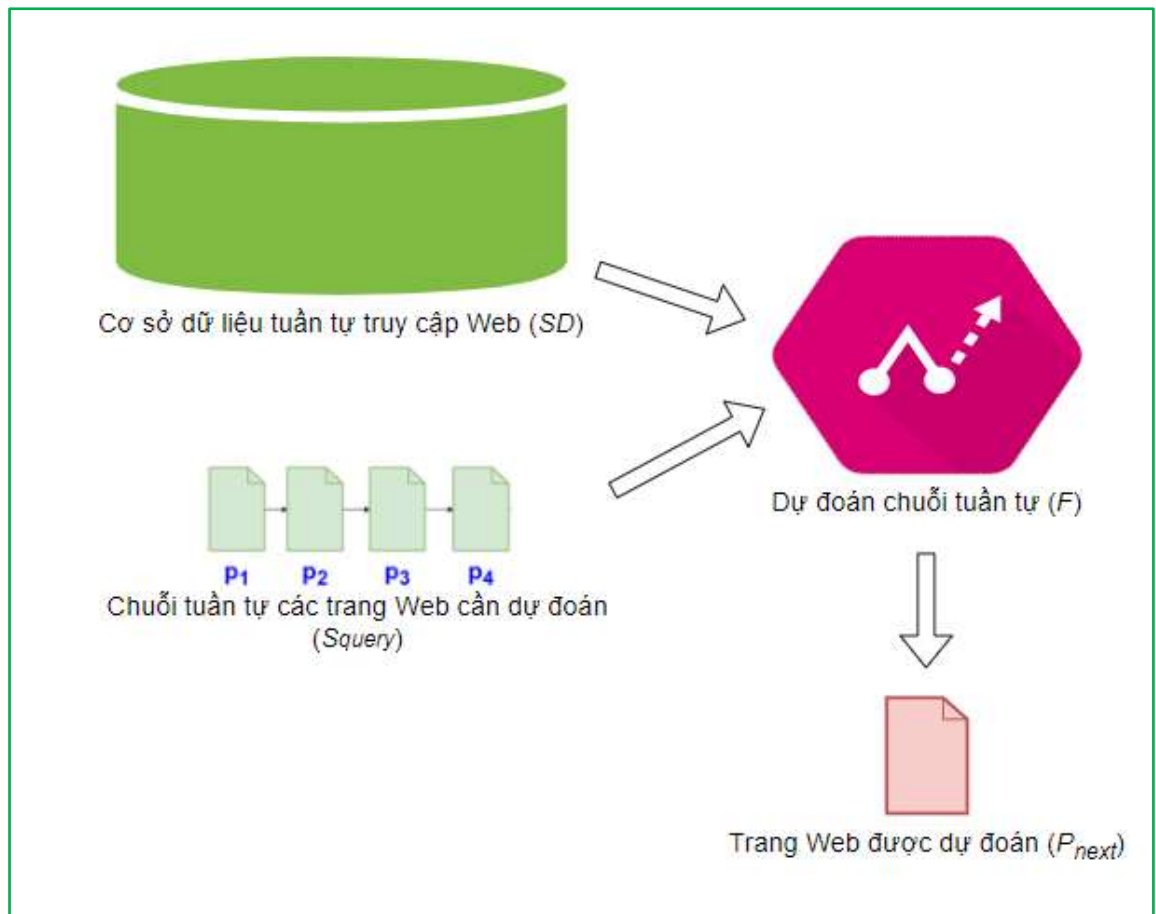 Cơ sở dữ liệu tuần tự truy cập Web (SD)
P1 P2 P3 P4
Chuỗi tuần tự các trang Web cần dự đoán
(Squery)
Dự đoán chuỗi tuần tự (F)
Trang Web được dự đoán (Pnext)